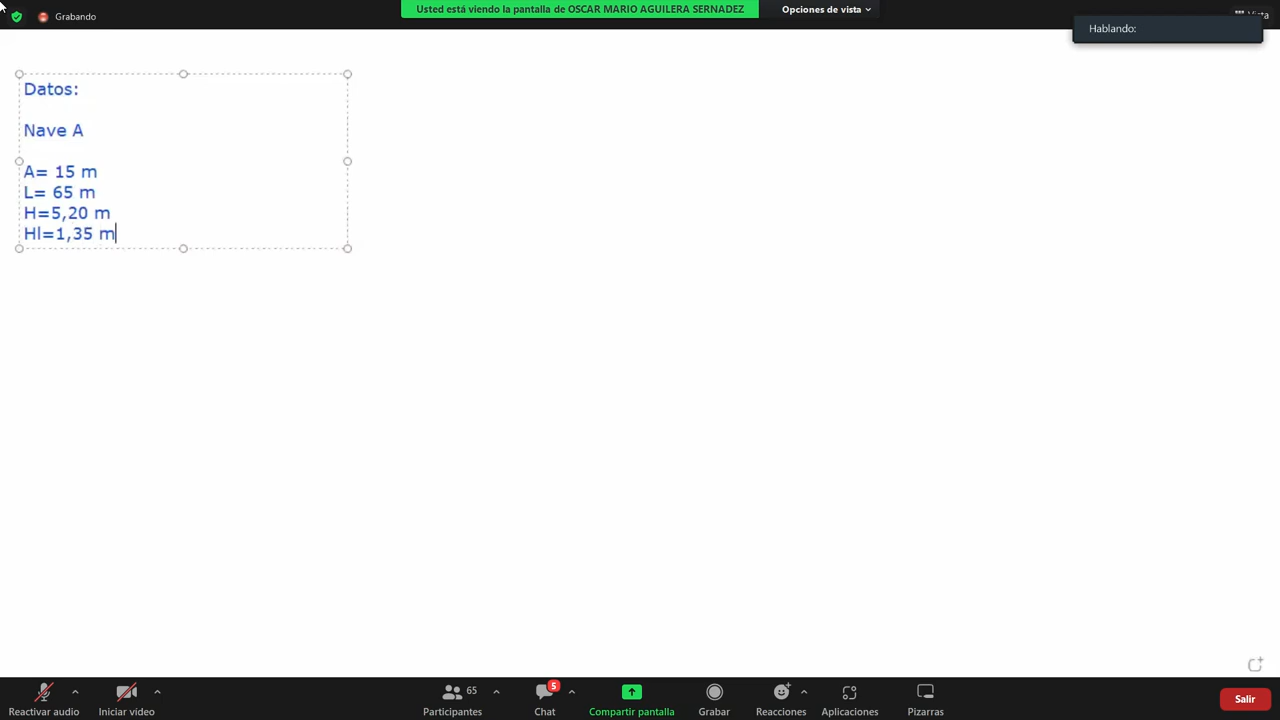 Grabando
Usted está viendo la pantalla de OSCAR MARIO AGUILERA SERNADEZ
Opciones de vista
Vista
Hablando:
Datos:
Nave A
A= 15 m
L= 65 m
H=5,20 m
Hl=1,35 m
Reactivar audio
Iniciar video
65
Participantes
5
Chat
Compartir pantalla
Grabar
Reacciones
Aplicaciones
Pizarras
Salir